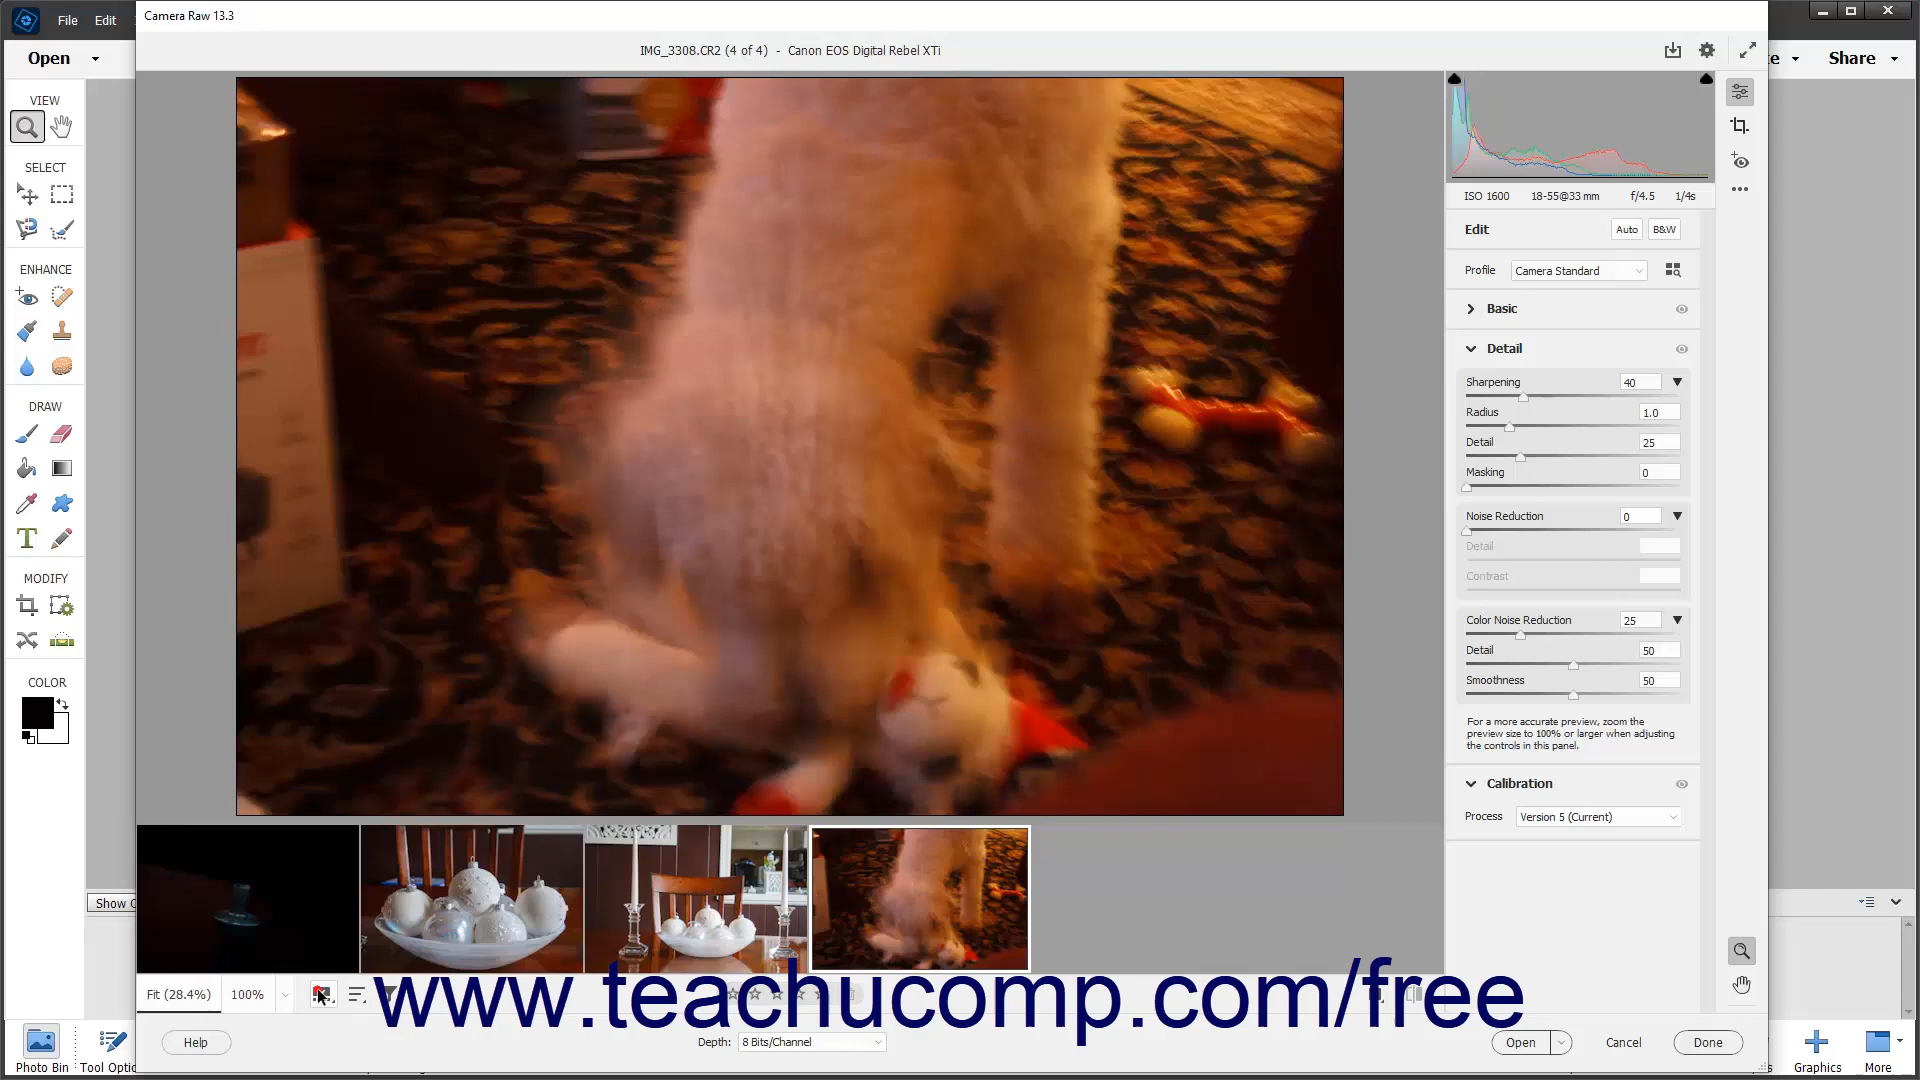 Camera Raw 13.3
File Edit
IMG_3308.CR2 (4 of 4) - Canon EOS Digital Rebel XTi
Open
Share
VIEW
SELECT
ENHANCE
DRAW
MODIFY
COLOR
ISO 1600 18-55@33 mm f/4.5 1/4s
Edit Auto B&W
Profile Camera Standard
Basic
Detail
Sharpening 40
Radius 1.0
Detail 25
Masking 0
Noise Reduction 0
Detail
Contrast
Color Noise Reduction 25
Detail 50
Smoothness 50
For a more accurate preview, zoom the
preview size to 100% or larger when adjusting
the controls in this panel.
Calibration
Process Version 5 (Current)
Show
Fit (28.4%) 100%
www.teachucomp.com/free
Help
Depth: 8 Bits/Channel
Open Cancel Done
Photo Bin Tool
Graphics More